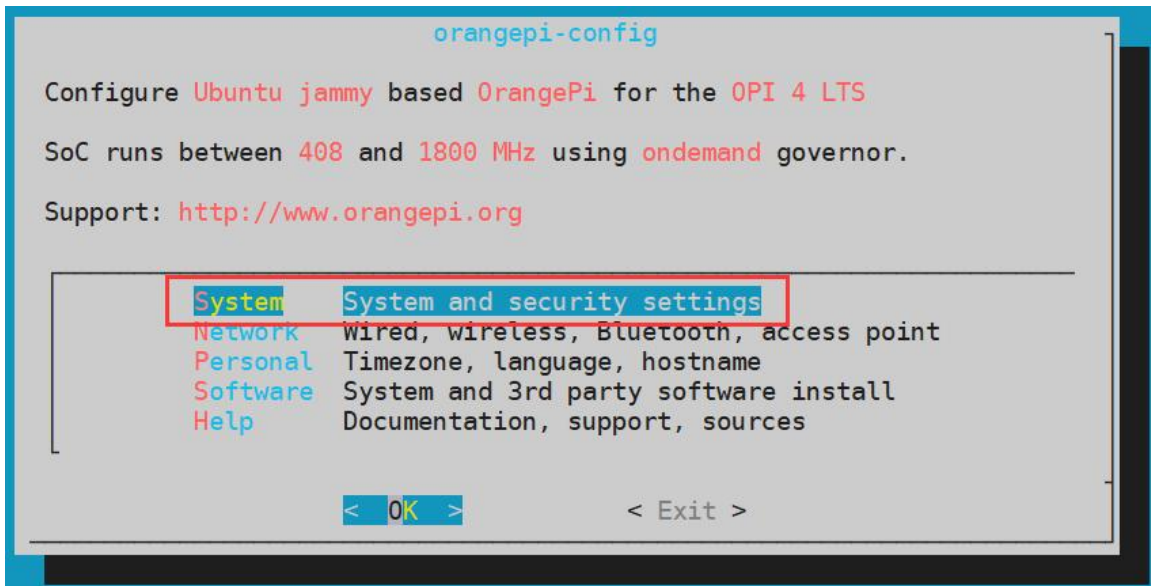 orangepi-config
Configure Ubuntu jammy based OrangePi for the OPI 4 LTS
SoC runs between 408 and 1800 MHz using ondemand governor.
Support: http://www.orangepi.org
System System and security settings
Network Wired, wireless, Bluetooth, access point
Personal Timezone, language, hostname
Software System and 3rd party software install
Help Documentation, support, sources
< OK > < Exit >